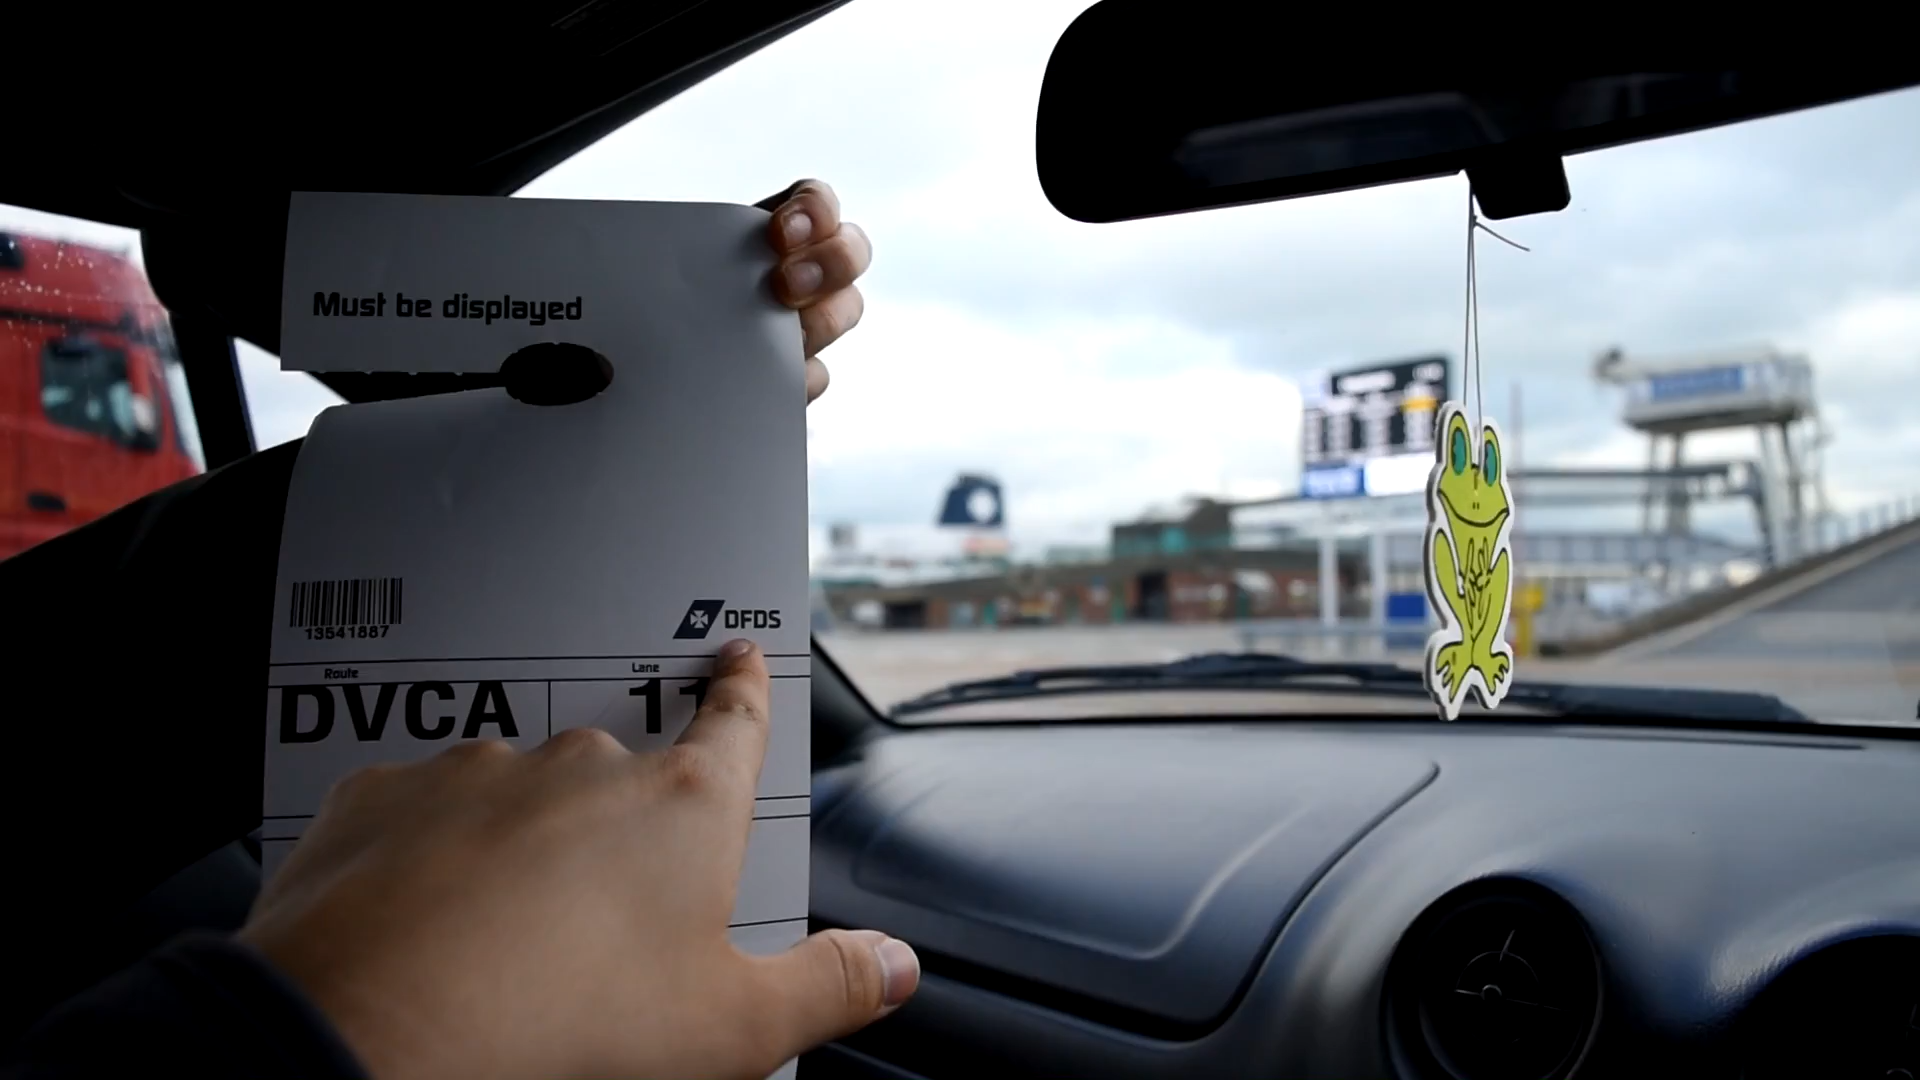 Must be displayed
13541887
DFDS
Route
Lane
DVCA
11